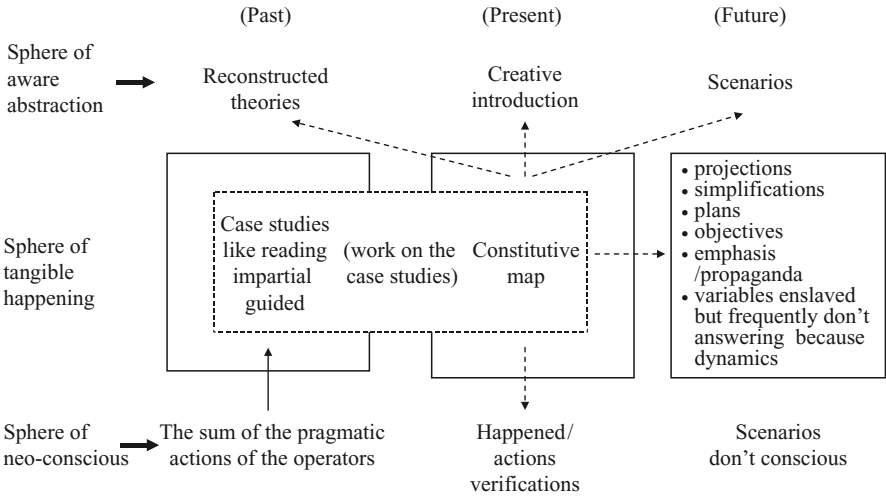 (Past)
(Present)
(Future)
Sphere of
aware
abstraction
Reconstructed
theories
Creative
introduction
Scenarios
Sphere of
tangible
happening
Case studies
like reading
impartial
guided
(work on the
case studies)
Constitutive
map
• projections
• simplifications
• plans
• objectives
• emphasis
/propaganda
• variables enslaved
but frequently don't
answering because
dynamics
Sphere of
neo-conscious
The sum of the pragmatic
actions of the operators
Happened/
actions
verifications
Scenarios
don't conscious